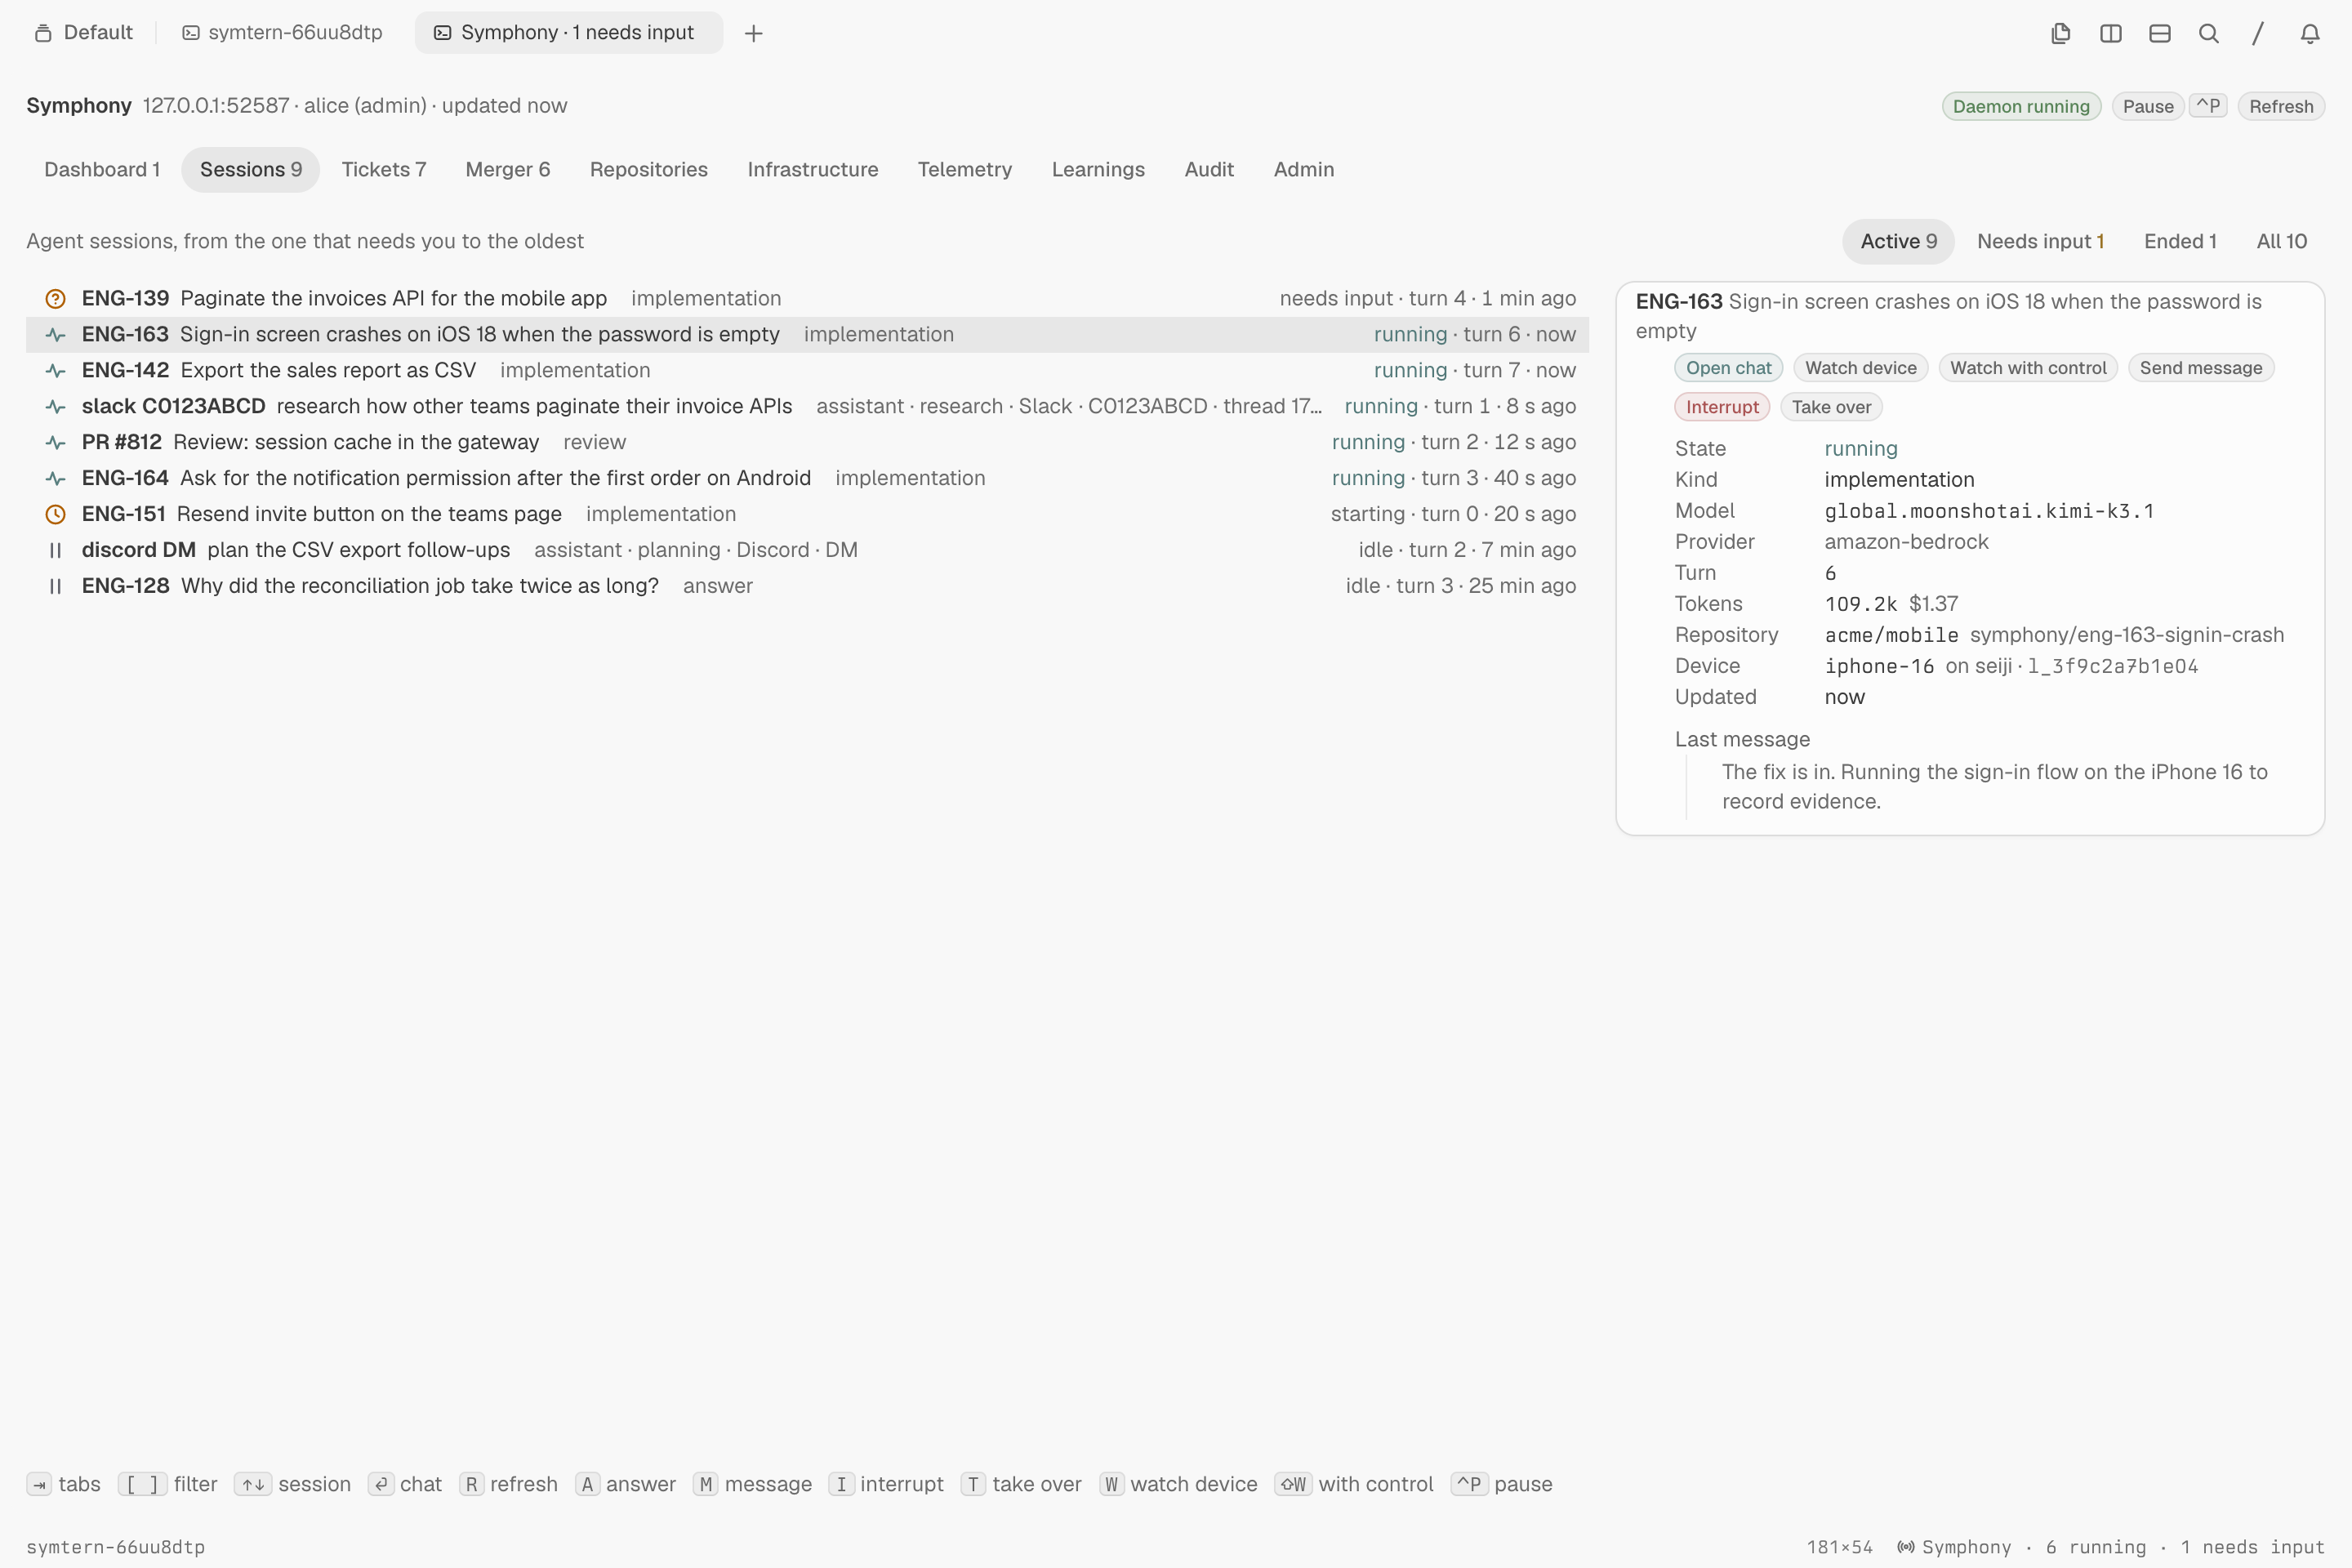 Default symtern-66uu8dtp Symphony · 1 needs input
Symphony 127.0.0.1:52587 · alice (admin) · updated now Daemon running Pause ^P Refresh
Dashboard 1 Sessions 9 Tickets 7 Merger 6 Repositories Infrastructure Telemetry Learnings Audit Admin
Agent sessions, from the one that needs you to the oldest Active 9 Needs input 1 Ended 1 All 10
ENG-139 Paginate the invoices API for the mobile app implementation needs input · turn 4 · 1 min ago
ENG-163 Sign-in screen crashes on iOS 18 when the password is empty implementation running · turn 6 · now
ENG-142 Export the sales report as CSV implementation running · turn 7 · now
slack C0123ABCD research how other teams paginate their invoice APIs assistant · research · Slack · C0123ABCD · thread 17… running · turn 1 · 8 s ago
PR #812 Review: session cache in the gateway review running · turn 2 · 12 s ago
ENG-164 Ask for the notification permission after the first order on Android implementation running · turn 3 · 40 s ago
ENG-151 Resend invite button on the teams page implementation starting · turn 0 · 20 s ago
discord DM plan the CSV export follow-ups assistant · planning · Discord · DM idle · turn 2 · 7 min ago
ENG-128 Why did the reconciliation job take twice as long? answer idle · turn 3 · 25 min ago
ENG-163 Sign-in screen crashes on iOS 18 when the password is
empty
Open chat Watch device Watch with control Send message
Interrupt Take over
State running
Kind implementation
Model global.moonshotai.kimi-k3.1
Provider amazon-bedrock
Turn 6
Tokens 109.2k $1.37
Repository acme/mobile symphony/eng-163-signin-crash
Device iphone-16 on seiji · l_3f9c2a7b1e04
Updated now
Last message
The fix is in. Running the sign-in flow on the iPhone 16 to
record evidence.
⇥ tabs [ ] filter ↑↓ session ⏎ chat R refresh A answer M message I interrupt T take over W watch device ⇧W with control ^P pause
symtern-66uu8dtp 181×54 Symphony · 6 running · 1 needs input